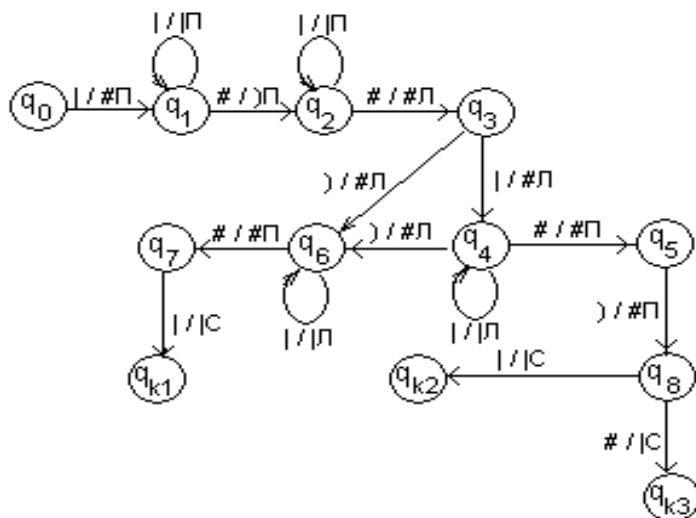 | / |П | / |П
q0 | / #П q1 # / )П q2 # / #Л q3
) / #Л | / #Л
q7 # / #П q6 ) / #Л q4 # / #П q5
| / |Л | / |Л ) / #П
| / |С
qk1 qk2 | / |С q8
# / |С
qk3